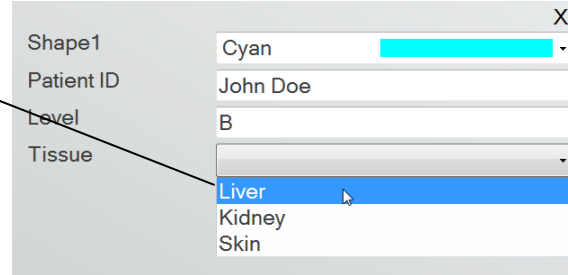 X
Shape1 Cyan
Patient ID John Doe
Level B
Tissue
Liver
Kidney
Skin